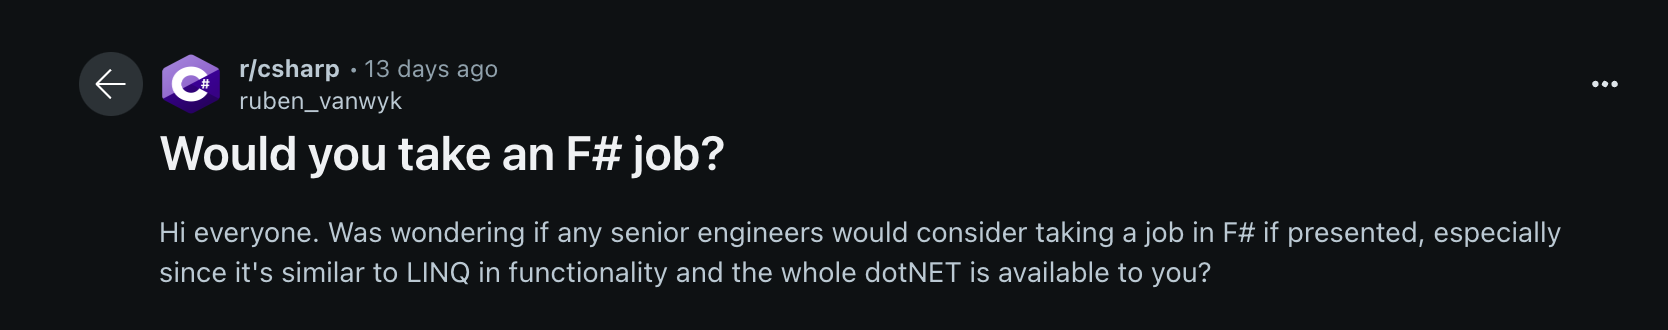 r/csharp • 13 days ago
ruben_vanwyk
Would you take an F# job?
Hi everyone. Was wondering if any senior engineers would consider taking a job in F# if presented, especially
since it's similar to LINQ in functionality and the whole dotNET is available to you?